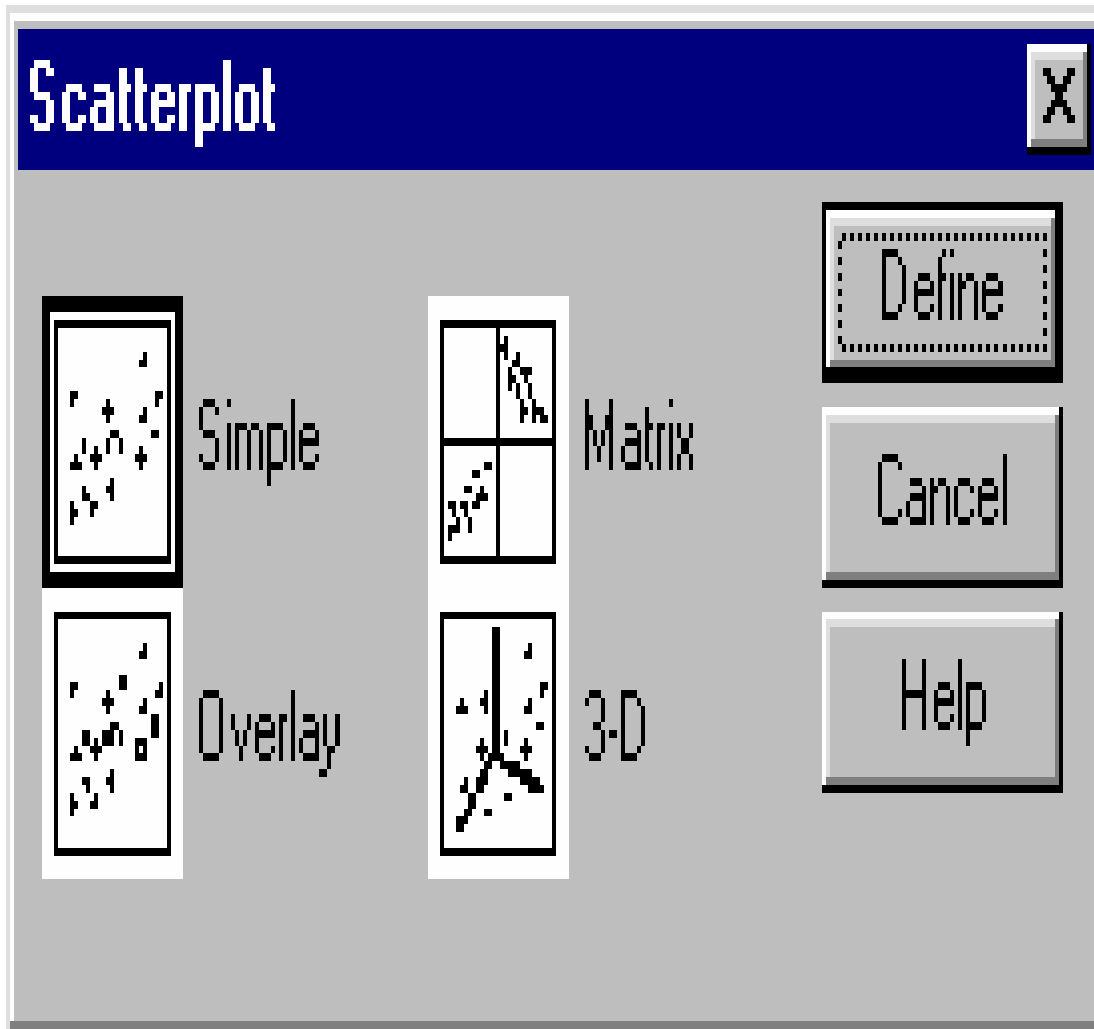 Scatterplot
X
Simple
Matrix
Overlay
3-D
Define
Cancel
Help